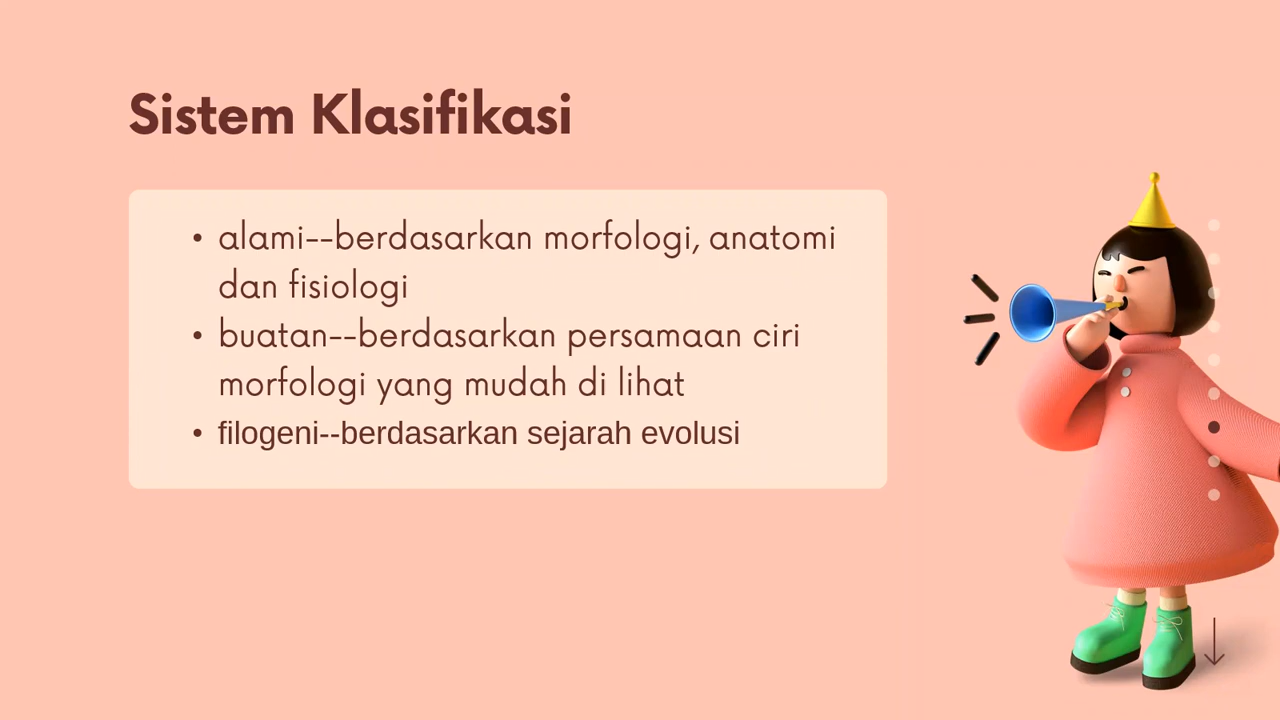 Sistem Klasifikasi
• alami--berdasarkan morfologi, anatomi
dan fisiologi
• buatan--berdasarkan persamaan ciri
morfologi yang mudah di lihat
• filogeni--berdasarkan sejarah evolusi